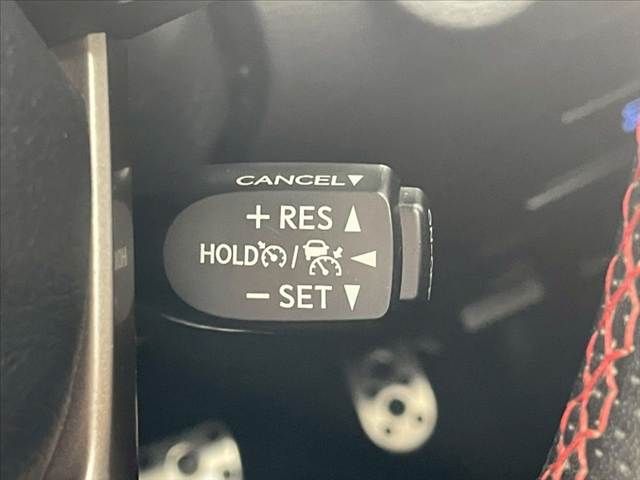 CANCEL▼
+ RES ▲
HOLD / ◀
− SET ▼